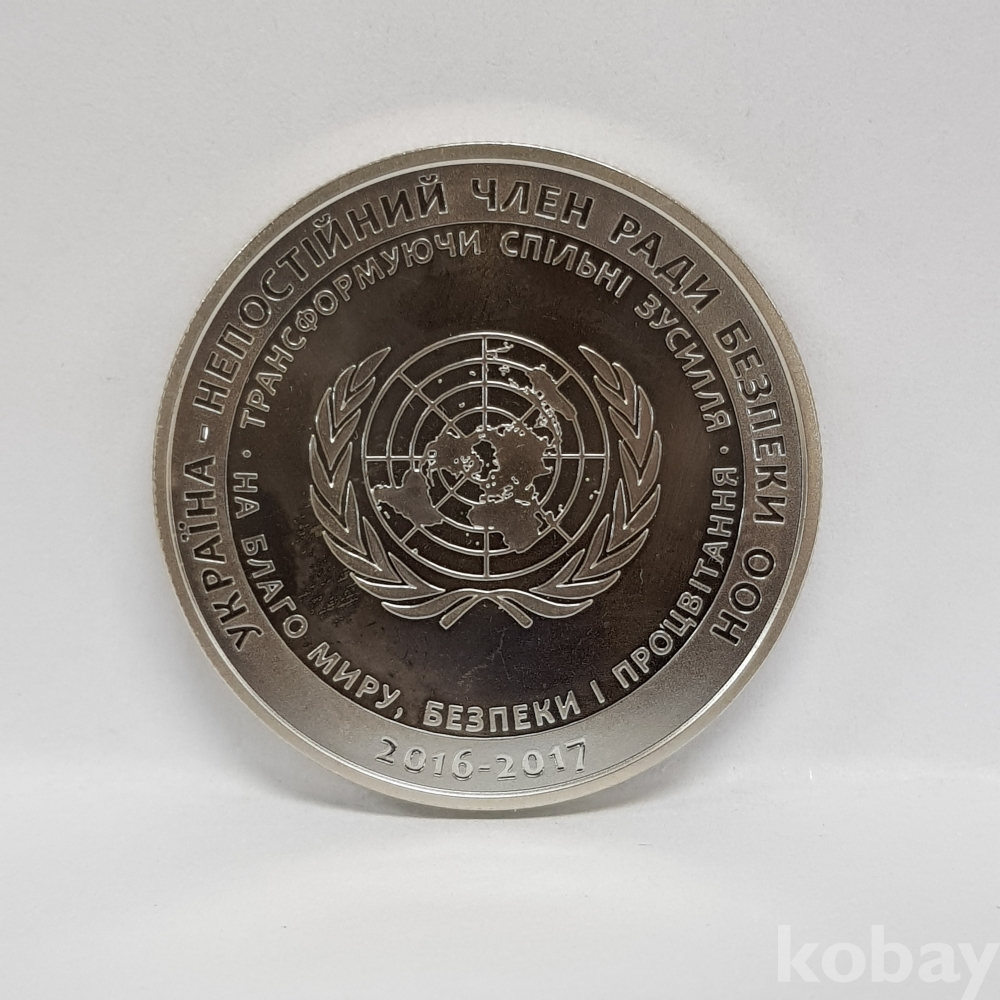 УКРАЇНА - НЕПОСТІЙНИЙ ЧЛЕН РАДИ БЕЗПЕКИ ООН
· ТРАНСФОРМУЮЧИ СПІЛЬНІ ЗУСИЛЛЯ ·
НА БЛАГО МИРУ, БЕЗПЕКИ І ПРОЦВІТАННЯ
2016-2017
kobay